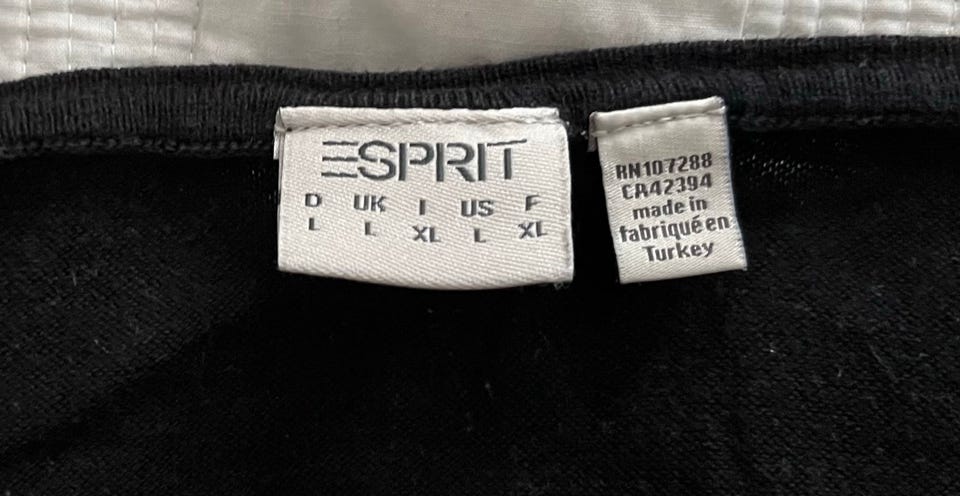 ESPRIT
D UK I US F
L L XL L XL
RN107288
CA42394
made in
fabriqué en
Turkey